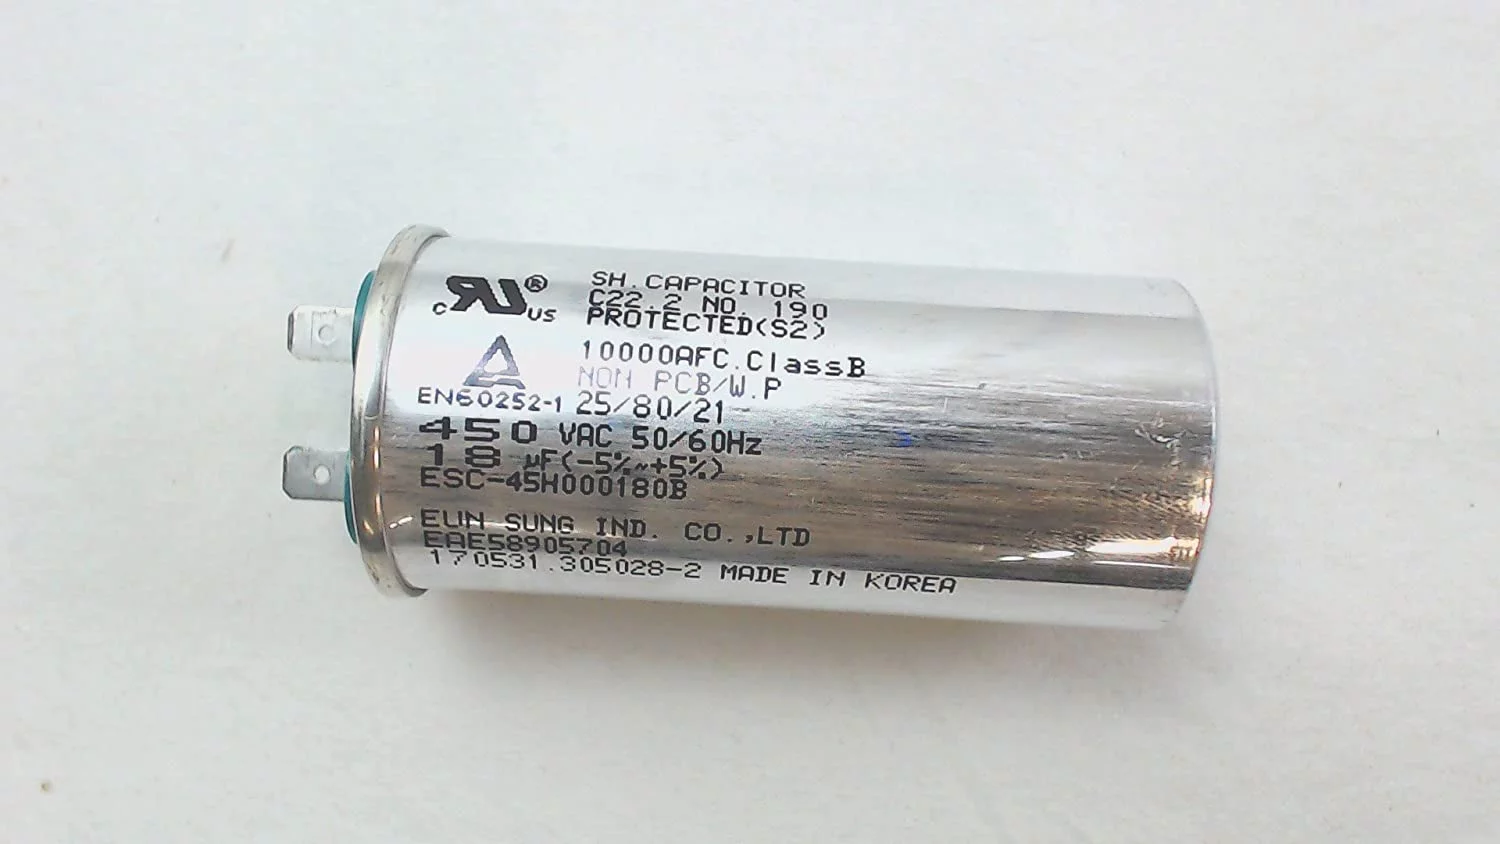 c RU ® US
SH.CAPACITOR
C22.2 NO. 190
PROTECTED(S2)
10000AFC.ClassB
NON PCB/W.P
EN60252-1 25/80/21
450 VAC 50/60Hz
18 µF(-5%~+5%)
ESC-45H000180B
EUN SUNG IND. CO.,LTD
EAE58905704
170531.305028-2 MADE IN KOREA